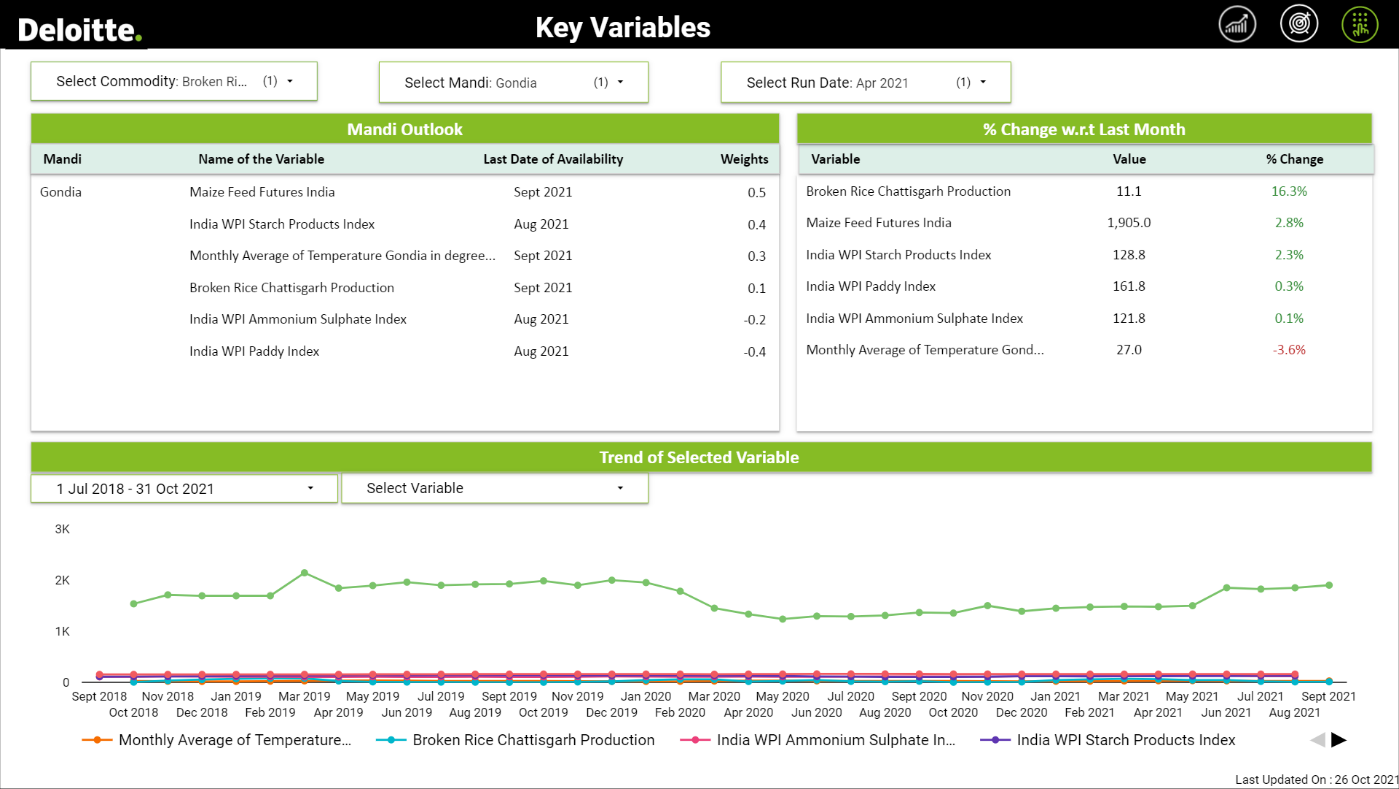 Deloitte.
Key Variables
Select Commodity: Broken Ri... (1)
Select Mandi: Gondia (1)
Select Run Date: Apr 2021 (1)
Mandi Outlook
Mandi Name of the Variable Last Date of Availability Weights
Gondia Maize Feed Futures India Sept 2021 0.5
India WPI Starch Products Index Aug 2021 0.4
Monthly Average of Temperature Gondia in degree... Sept 2021 0.3
Broken Rice Chattisgarh Production Sept 2021 0.1
India WPI Ammonium Sulphate Index Aug 2021 -0.2
India WPI Paddy Index Aug 2021 -0.4
% Change w.r.t Last Month
Variable Value % Change
Broken Rice Chattisgarh Production 11.1 16.3%
Maize Feed Futures India 1,905.0 2.8%
India WPI Starch Products Index 128.8 2.3%
India WPI Paddy Index 161.8 0.3%
India WPI Ammonium Sulphate Index 121.8 0.1%
Monthly Average of Temperature Gond... 27.0 -3.6%
Trend of Selected Variable
1 Jul 2018 - 31 Oct 2021
Select Variable
3K
2K
1K
0
Sept 2018 Nov 2018 Jan 2019 Mar 2019 May 2019 Jul 2019 Sept 2019 Nov 2019 Jan 2020 Mar 2020 May 2020 Jul 2020 Sept 2020 Nov 2020 Jan 2021 Mar 2021 May 2021 Jul 2021 Sept 2021
Oct 2018 Dec 2018 Feb 2019 Apr 2019 Jun 2019 Aug 2019 Oct 2019 Dec 2019 Feb 2020 Apr 2020 Jun 2020 Aug 2020 Oct 2020 Dec 2020 Feb 2021 Apr 2021 Jun 2021 Aug 2021
Monthly Average of Temperature... Broken Rice Chattisgarh Production India WPI Ammonium Sulphate In... India WPI Starch Products Index
Last Updated On : 26 Oct 2021